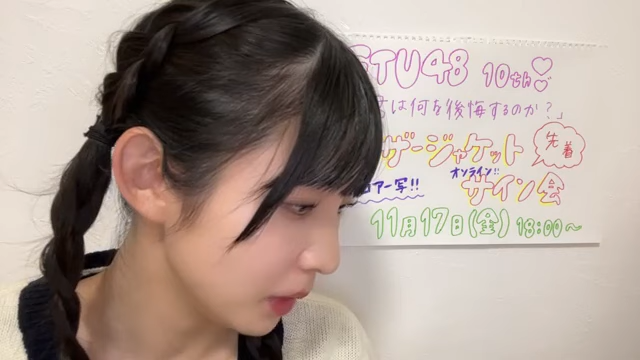 STU48 10th
君は何を後悔するのか?」
ザージャケット 先着
オンライン!!
アー写!! サイン会
11月17日(金) 18:00~